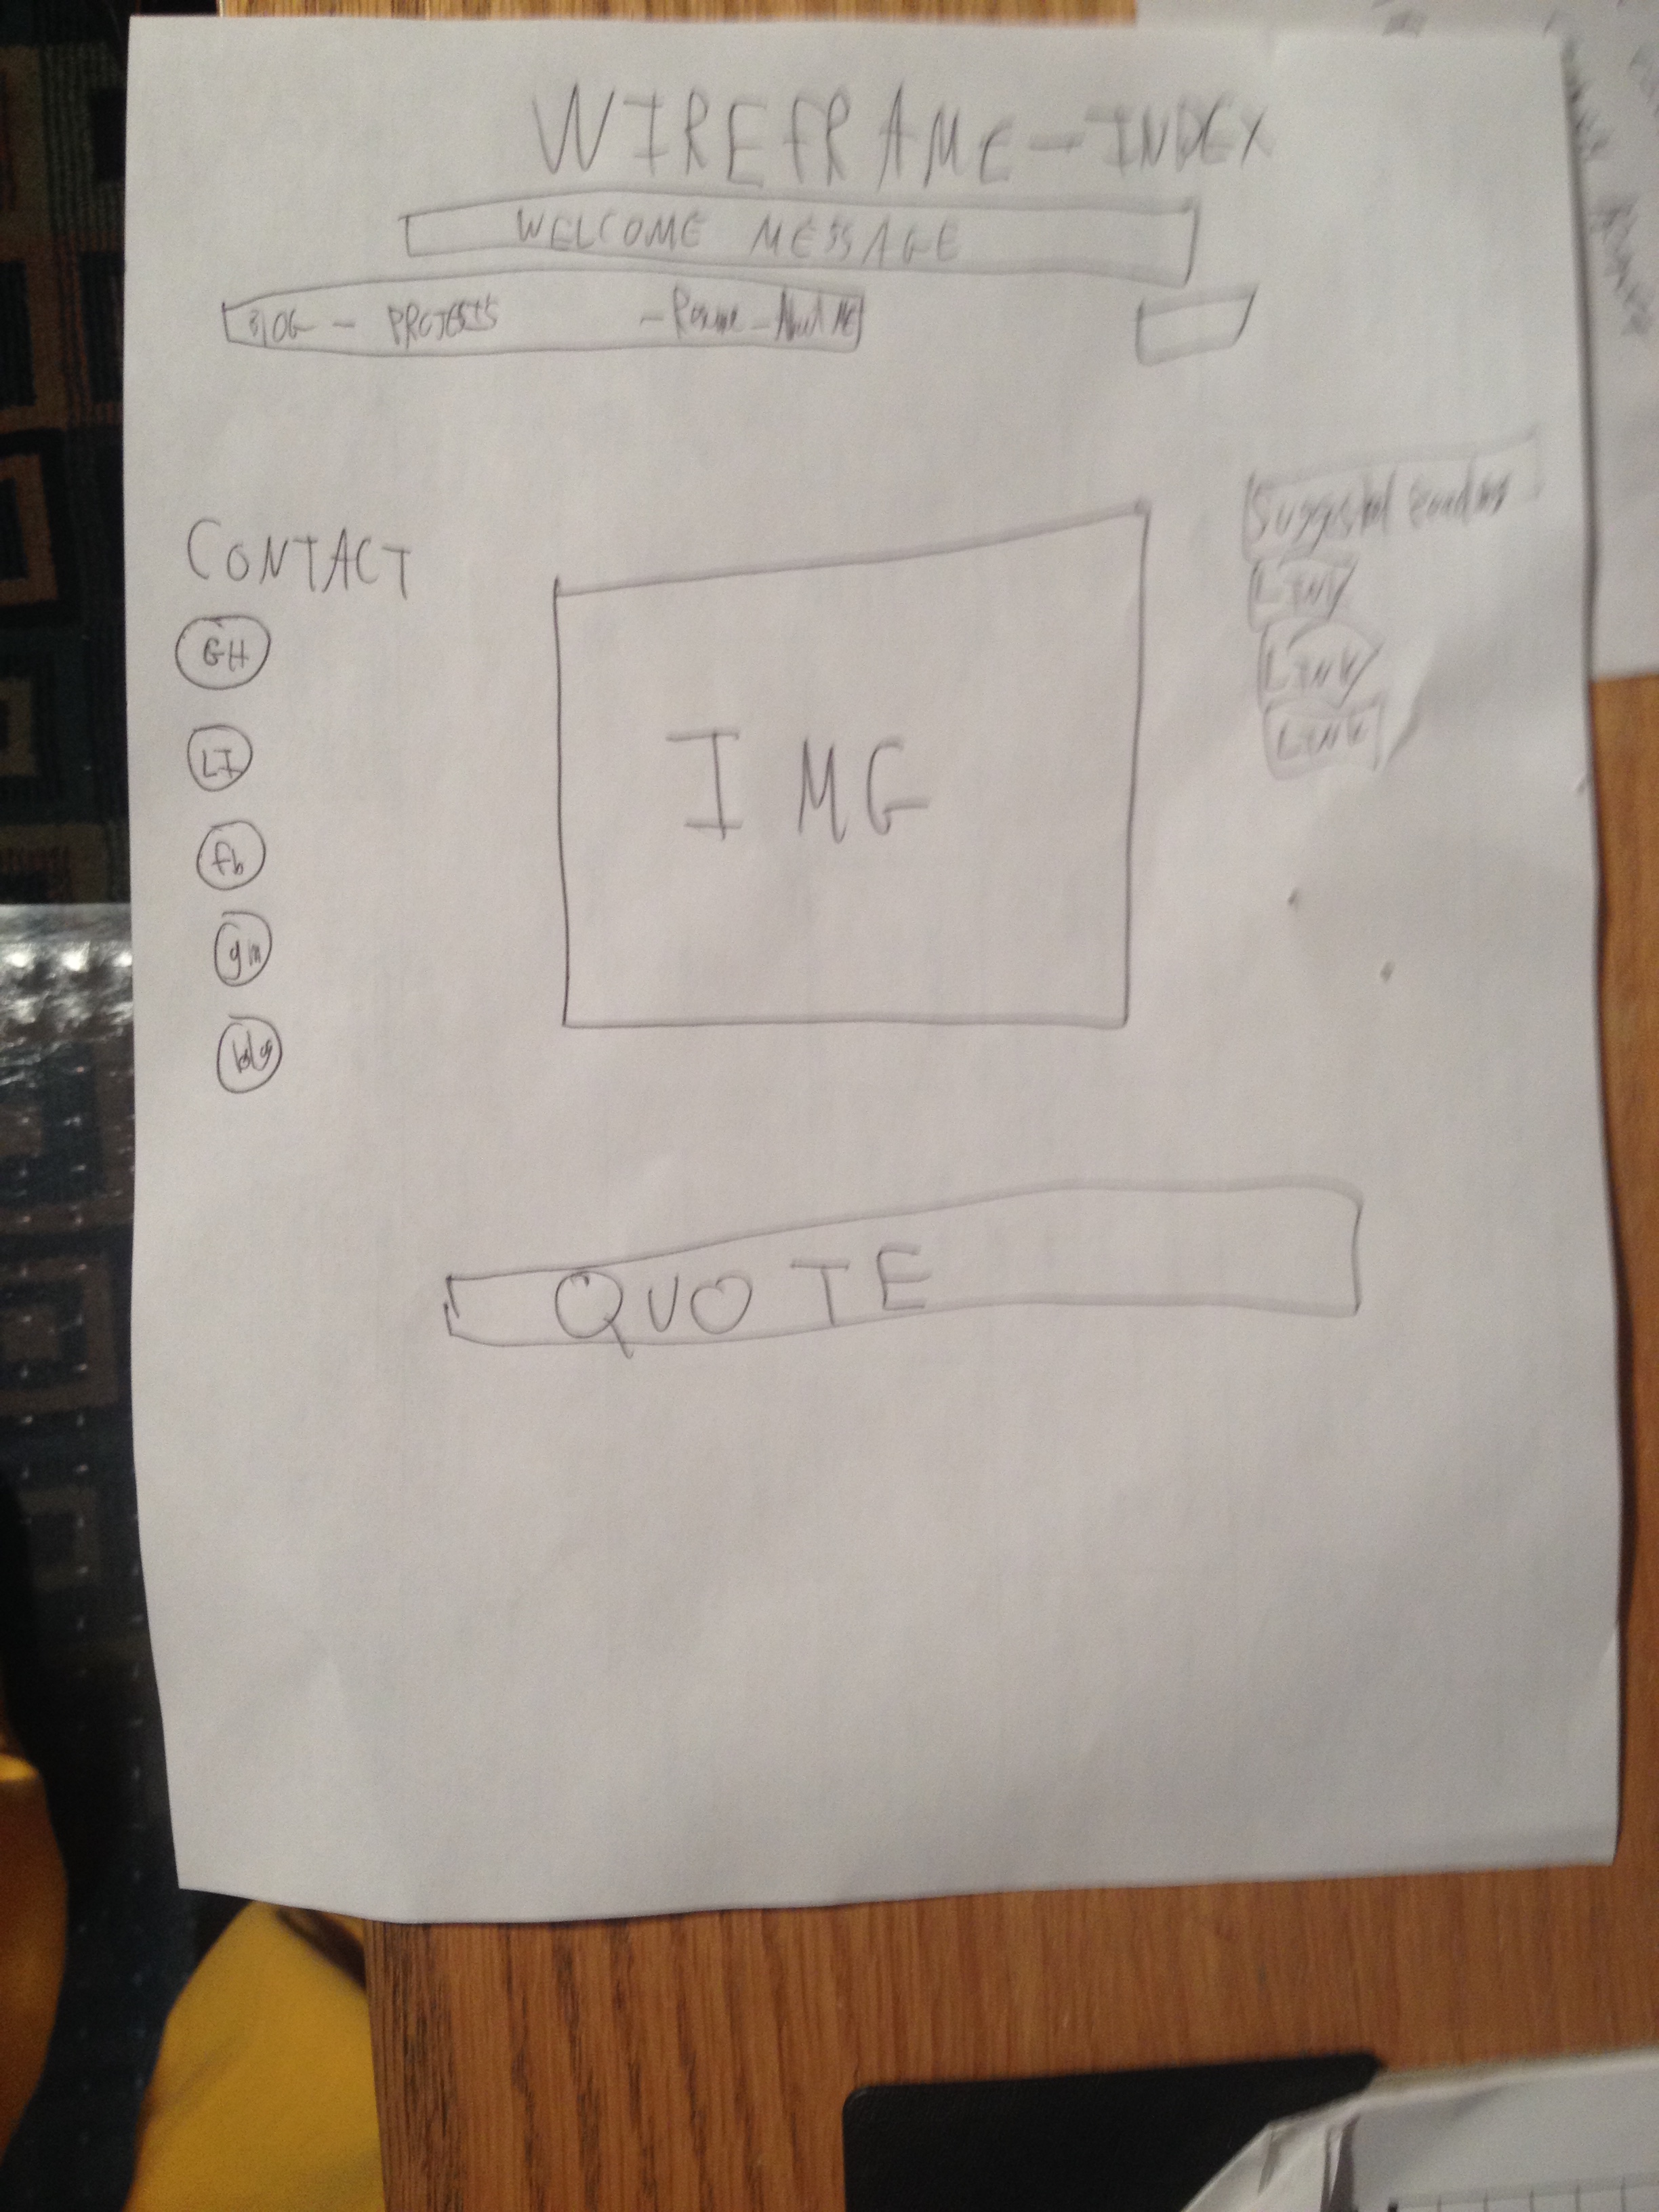 WIREFRAME - INDEX
WELCOME MESSAGE
BLOG - PROJESTS - Resume - About ME
CONTACT
GH
LI
fb
gm
blog
IMG
Suggested Reading
LINK
LINK
LINK
QUOTE